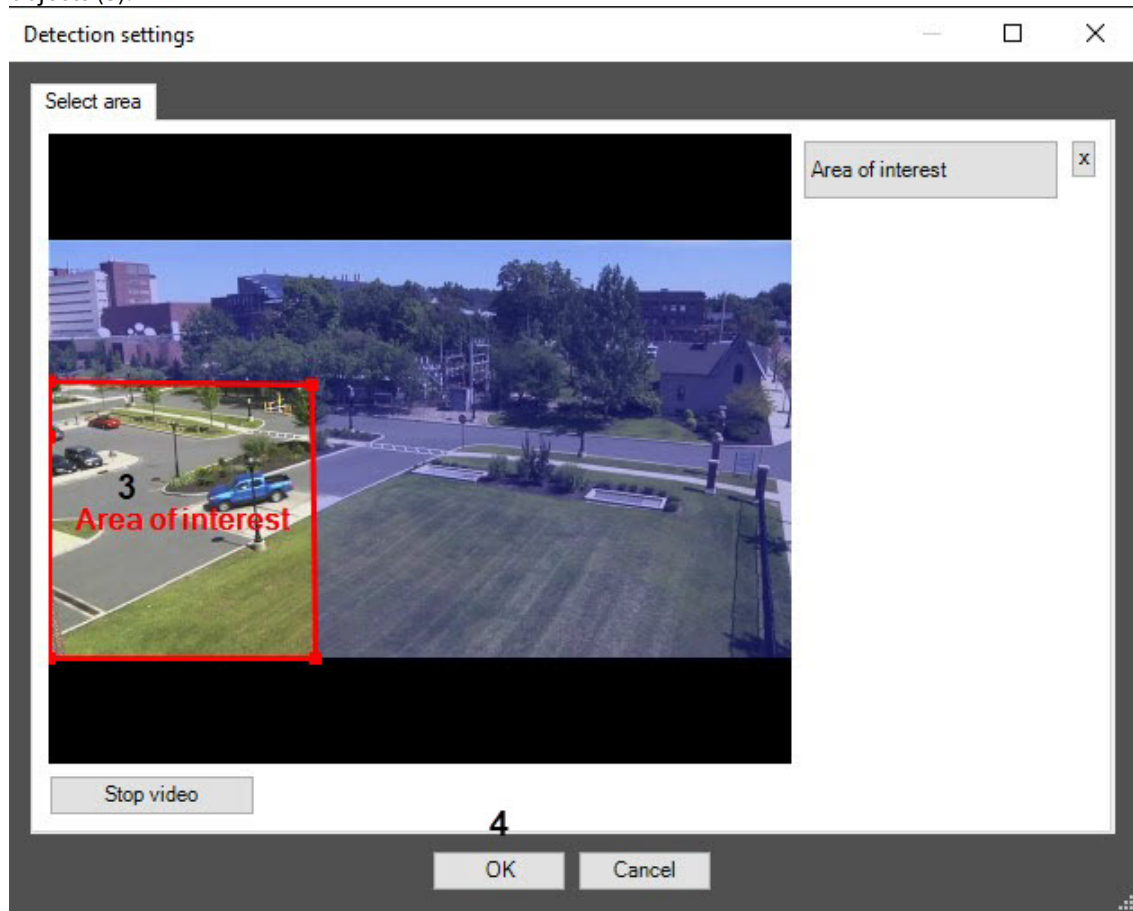 Detection settings
Select area
Area of interest
x
3
Area of interest
Stop video
4
OK
Cancel